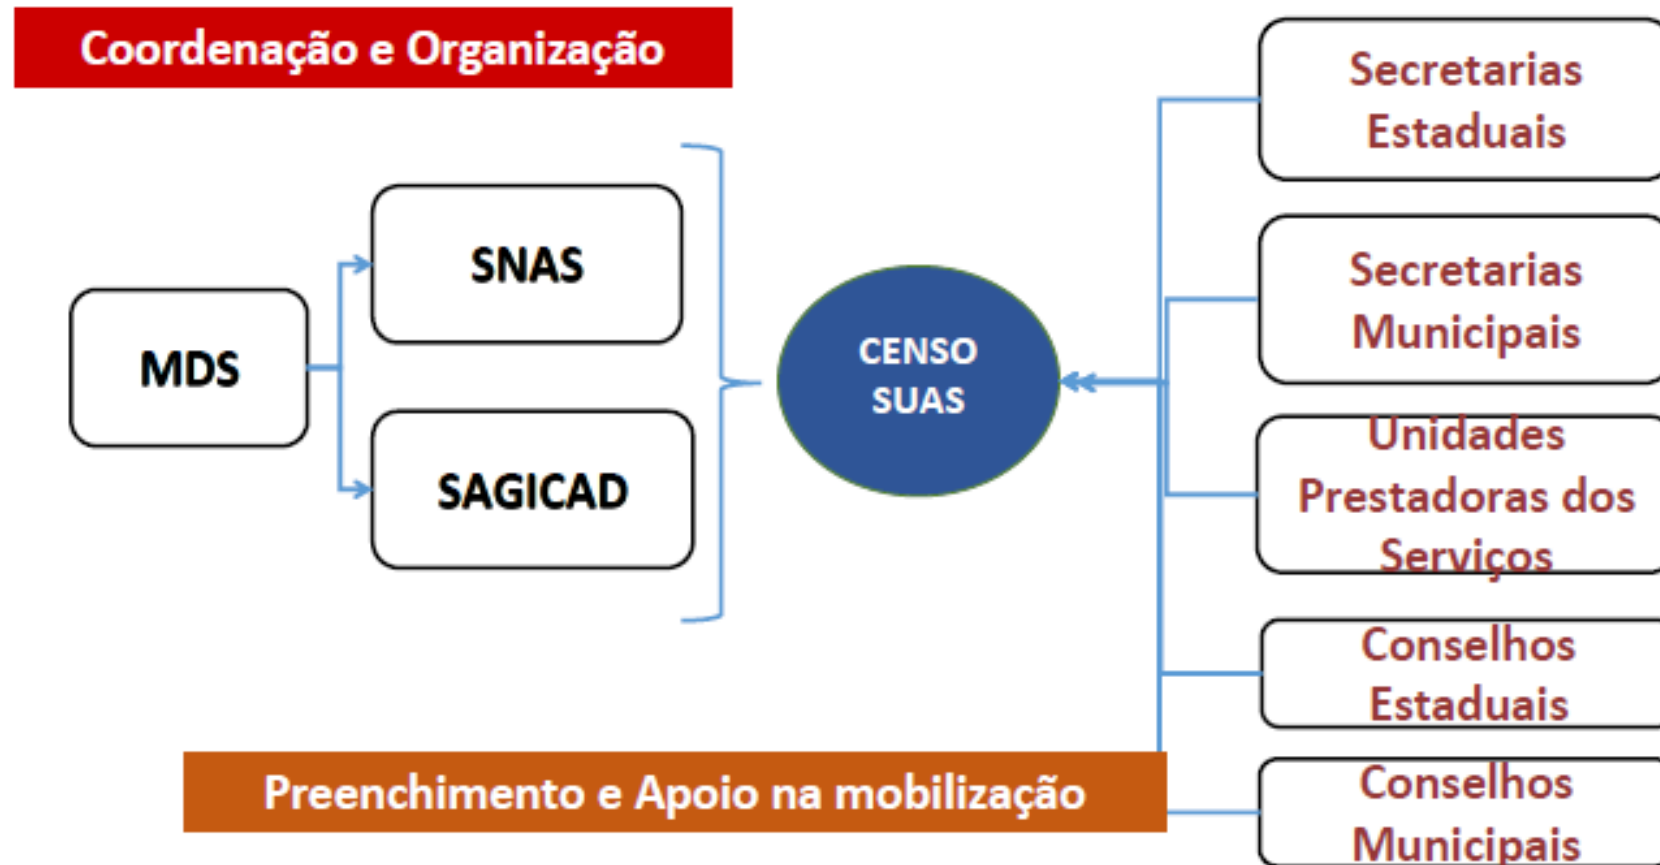 Coordenação e Organização
MDS
SNAS
SAGICAD
CENSO
SUAS
Secretarias
Estaduais
Secretarias
Municipais
Unidades
Prestadoras dos
Serviços
Conselhos
Estaduais
Conselhos
Municipais
Preenchimento e Apoio na mobilização